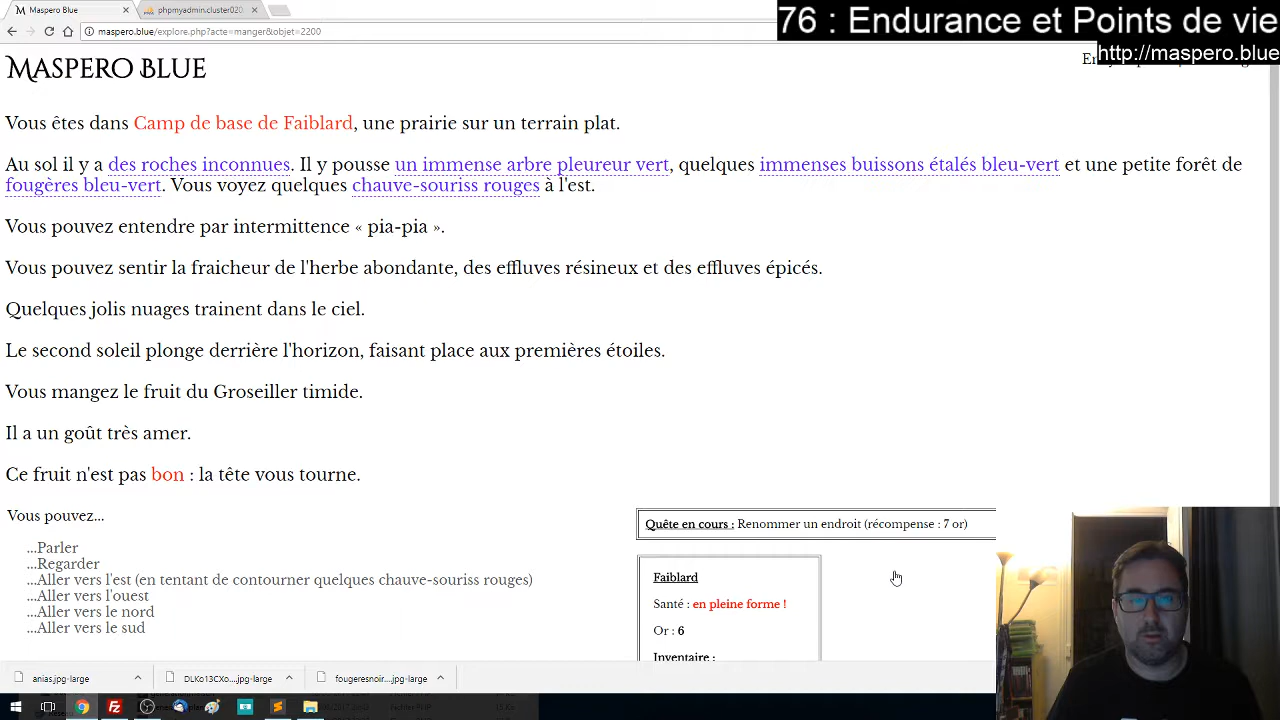 Maspero Blue
phpmyadmin.cluster020
76 : Endurance et Points de vie
maspero.blue/explore.php?acte=manger&objet=2200
http://maspero.blue
Maspero Blue
Vous êtes dans Camp de base de Faiblard, une prairie sur un terrain plat.
Au sol il y a des roches inconnues. Il y pousse un immense arbre pleureur vert, quelques immenses buissons étalés bleu-vert et une petite forêt de
fougères bleu-vert. Vous voyez quelques chauve-souriss rouges à l'est.
Vous pouvez entendre par intermittence « pia-pia ».
Vous pouvez sentir la fraicheur de l'herbe abondante, des effluves résineux et des effluves épicés.
Quelques jolis nuages trainent dans le ciel.
Le second soleil plonge derrière l'horizon, faisant place aux premières étoiles.
Vous mangez le fruit du Groseiller timide.
Il a un goût très amer.
Ce fruit n'est pas bon : la tête vous tourne.
Vous pouvez...
...Parler
...Regarder
...Aller vers l'est (en tentant de contourner quelques chauve-souriss rouges)
...Aller vers l'ouest
...Aller vers le nord
...Aller vers le sud
Quête en cours : Renommer un endroit (récompense : 7 or)
Faiblard
Santé : en pleine forme !
Or : 6
Inventaire :
anias.jpg-large
DLKo13CXo....jpg-large
fougeresnoir....jpg-large